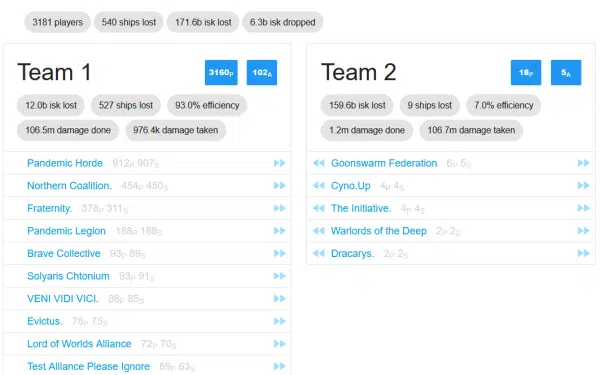 3181 players 540 ships lost 171.6b isk lost 6.3b isk dropped
Team 1 3160P 102A
12.0b isk lost 527 ships lost 93.0% efficiency
106.5m damage done 976.4k damage taken
Pandemic Horde 912P 907S
Northern Coalition. 454P 450S
Fraternity. 378P 311S
Pandemic Legion 188P 188S
Brave Collective 93P 89S
Solyaris Chtonium 93P 91S
VENI VIDI VICI. 88P 85S
Evictus. 76P 75S
Lord of Worlds Alliance 72P 70S
Test Alliance Please Ignore 69P 63S
Team 2 18P 5A
159.6b isk lost 9 ships lost 7.0% efficiency
1.2m damage done 106.7m damage taken
Goonswarm Federation 6P 5S
Cyno.Up 4P 4S
The Initiative. 4P 4S
Warlords of the Deep 2P 2S
Dracarys. 2P 2S